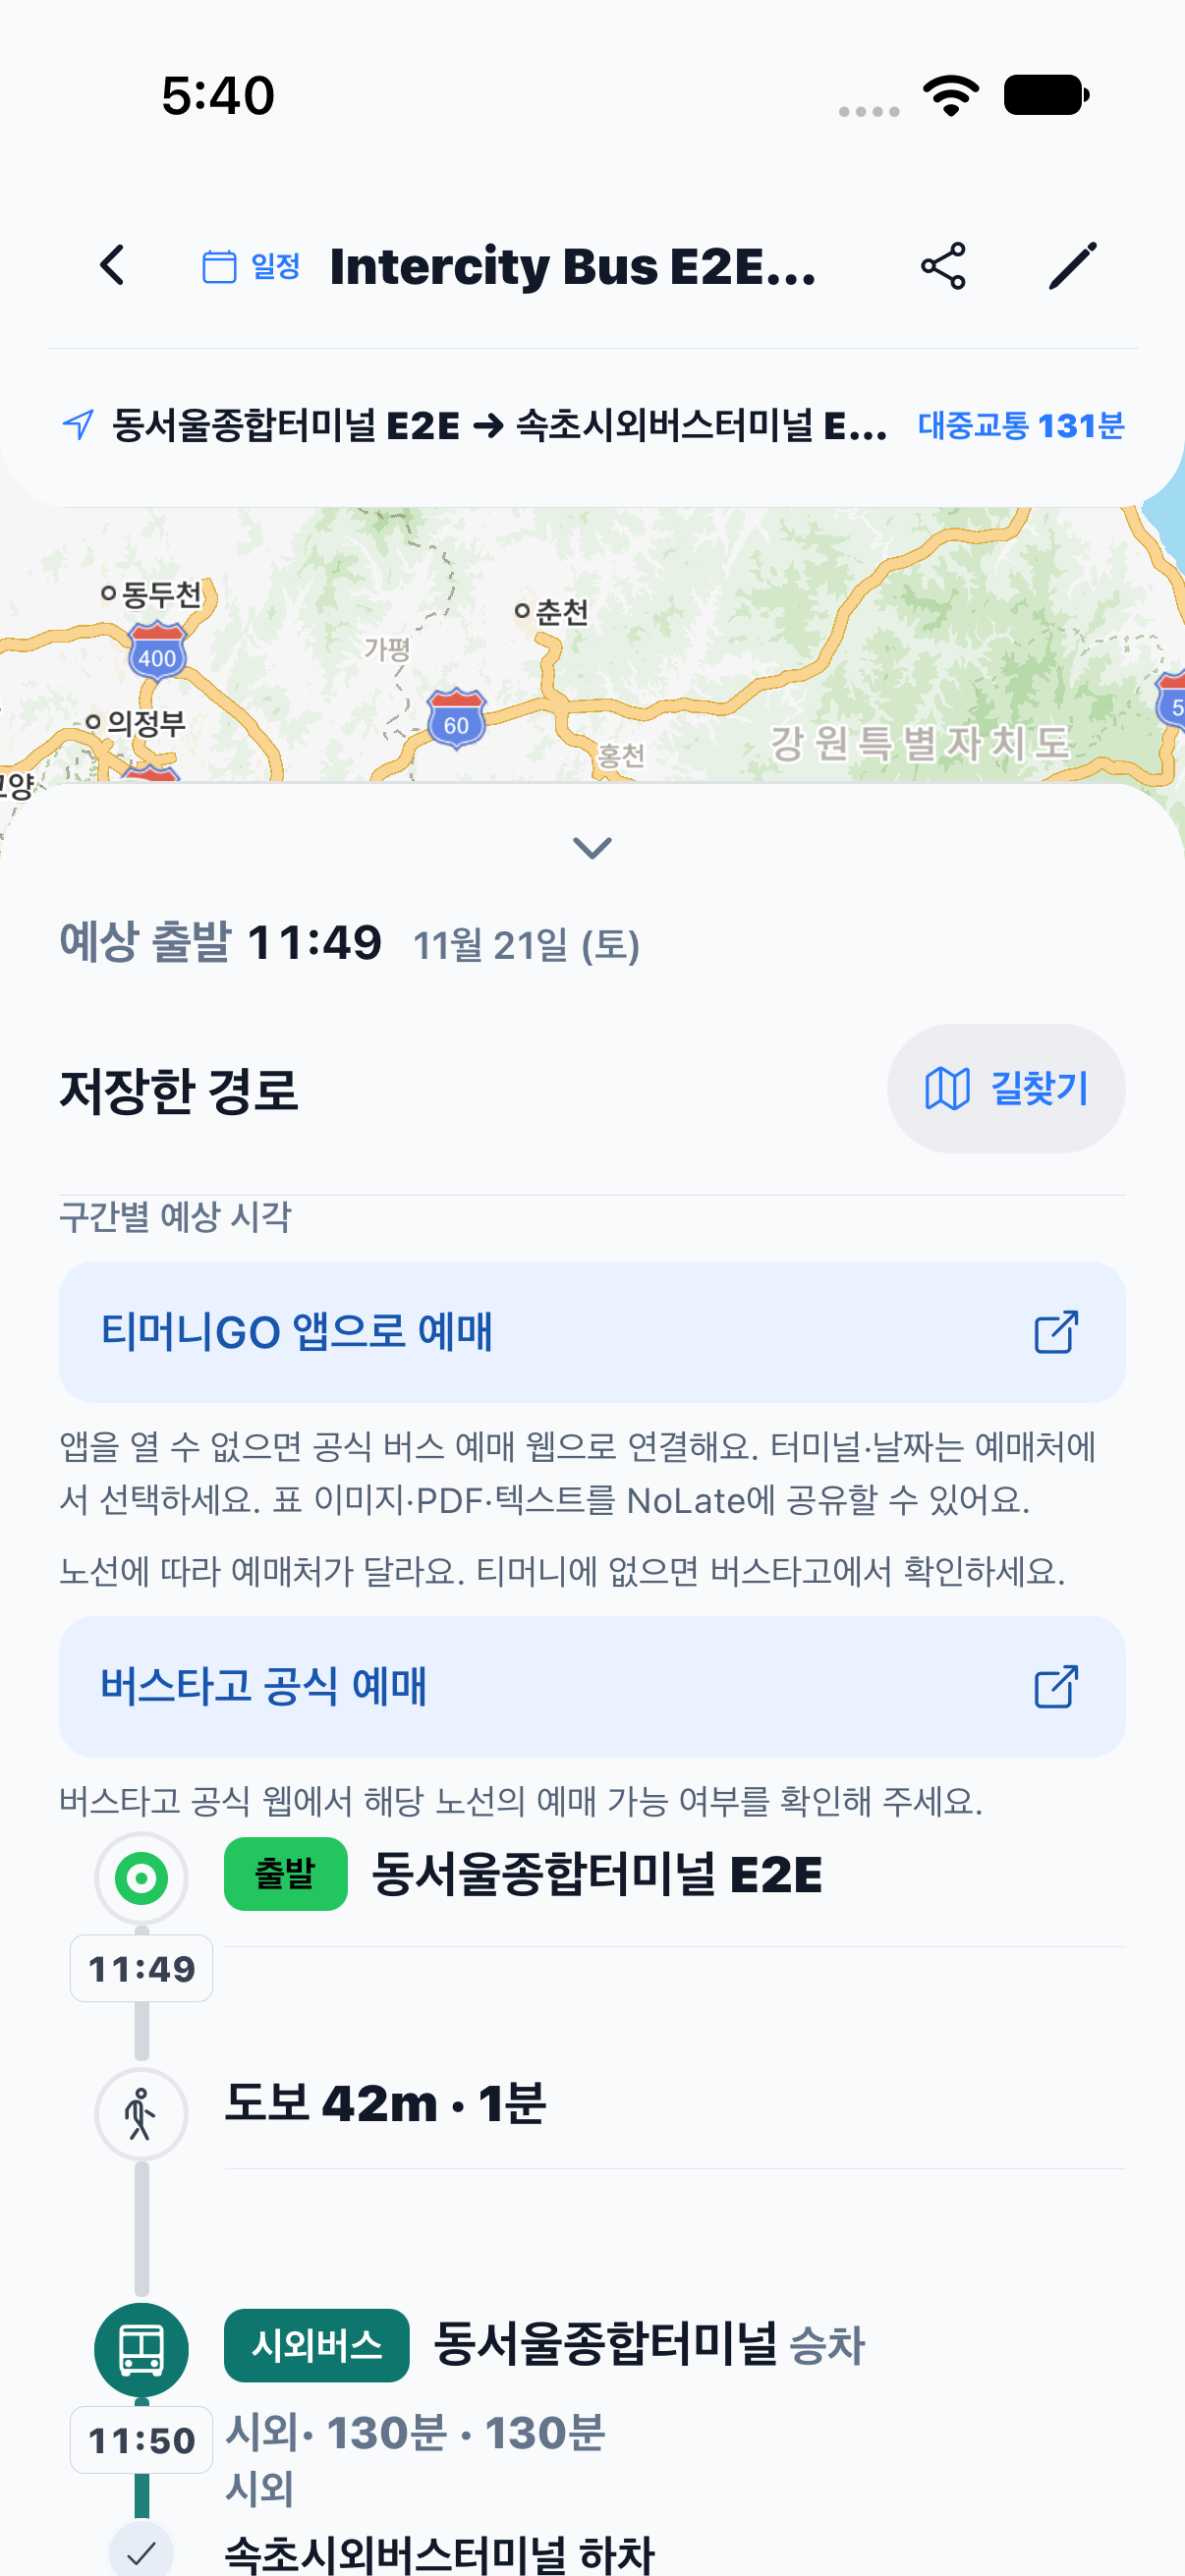 5:40
일정 Intercity Bus E2E...
동서울종합터미널 E2E → 속초시외버스터미널 E... 대중교통 131분
동두천
춘천
가평
400
60
5
의정부
홍천
강원특별자치도
고양
예상 출발 11:49 11월 21일 (토)
저장한 경로
길찾기
구간별 예상 시각
티머니GO 앱으로 예매
앱을 열 수 없으면 공식 버스 예매 웹으로 연결해요. 터미널·날짜는 예매처에
서 선택하세요. 표 이미지·PDF·텍스트를 NoLate에 공유할 수 있어요.
노선에 따라 예매처가 달라요. 티머니에 없으면 버스타고에서 확인하세요.
버스타고 공식 예매
버스타고 공식 웹에서 해당 노선의 예매 가능 여부를 확인해 주세요.
출발 동서울종합터미널 E2E
11:49
도보 42m · 1분
시외버스 동서울종합터미널 승차
11:50 시외· 130분 · 130분
시외
속초시외버스터미널 하차